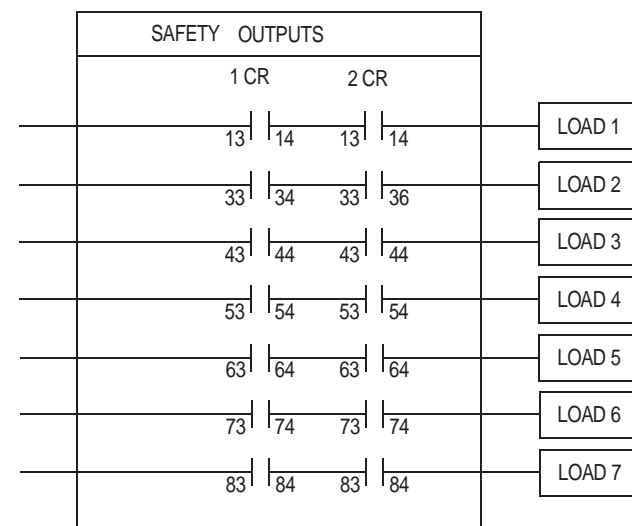 SAFETY OUTPUTS
1 CR 2 CR
13 14 13 14 LOAD 1
33 34 33 36 LOAD 2
43 44 43 44 LOAD 3
53 54 53 54 LOAD 4
63 64 63 64 LOAD 5
73 74 73 74 LOAD 6
83 84 83 84 LOAD 7